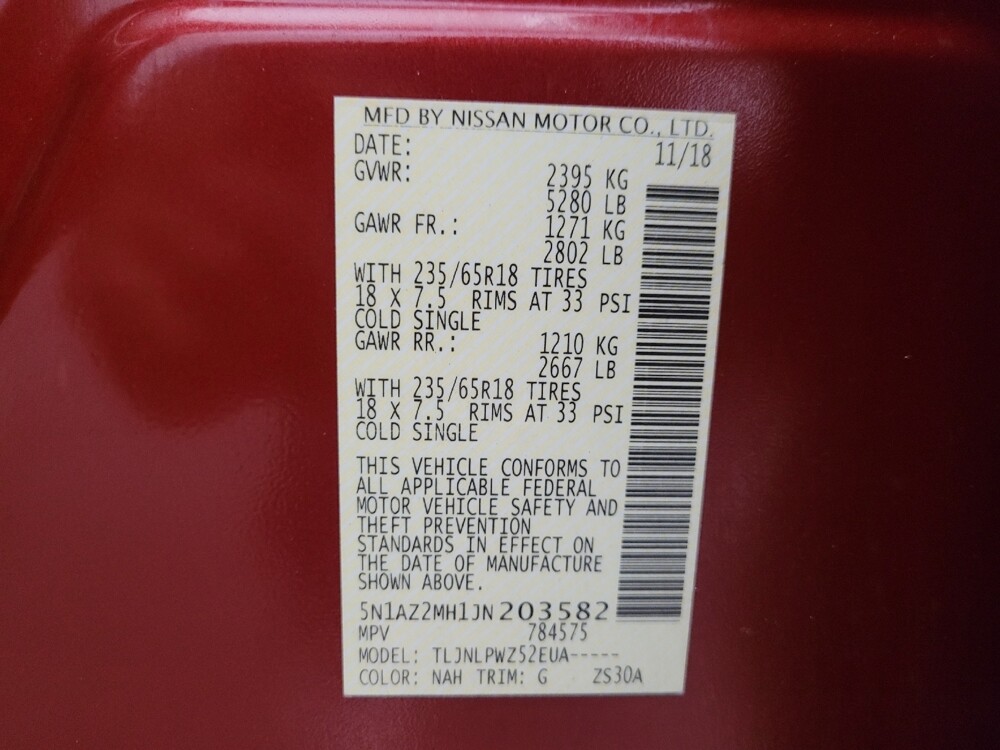 MFD BY NISSAN MOTOR CO., LTD.
DATE: 11/18
GVWR: 2395 KG
5280 LB
GAWR FR.: 1271 KG
2802 LB
WITH 235/65R18 TIRES
18 X 7.5 RIMS AT 33 PSI
COLD SINGLE
GAWR RR.: 1210 KG
2667 LB
WITH 235/65R18 TIRES
18 X 7.5 RIMS AT 33 PSI
COLD SINGLE
THIS VEHICLE CONFORMS TO
ALL APPLICABLE FEDERAL
MOTOR VEHICLE SAFETY AND
THEFT PREVENTION
STANDARDS IN EFFECT ON
THE DATE OF MANUFACTURE
SHOWN ABOVE.
5N1AZ2MH1JN203582
MPV 784575
MODEL: TLJNLPWZ52EUA-----
COLOR: NAH TRIM: G ZS30A